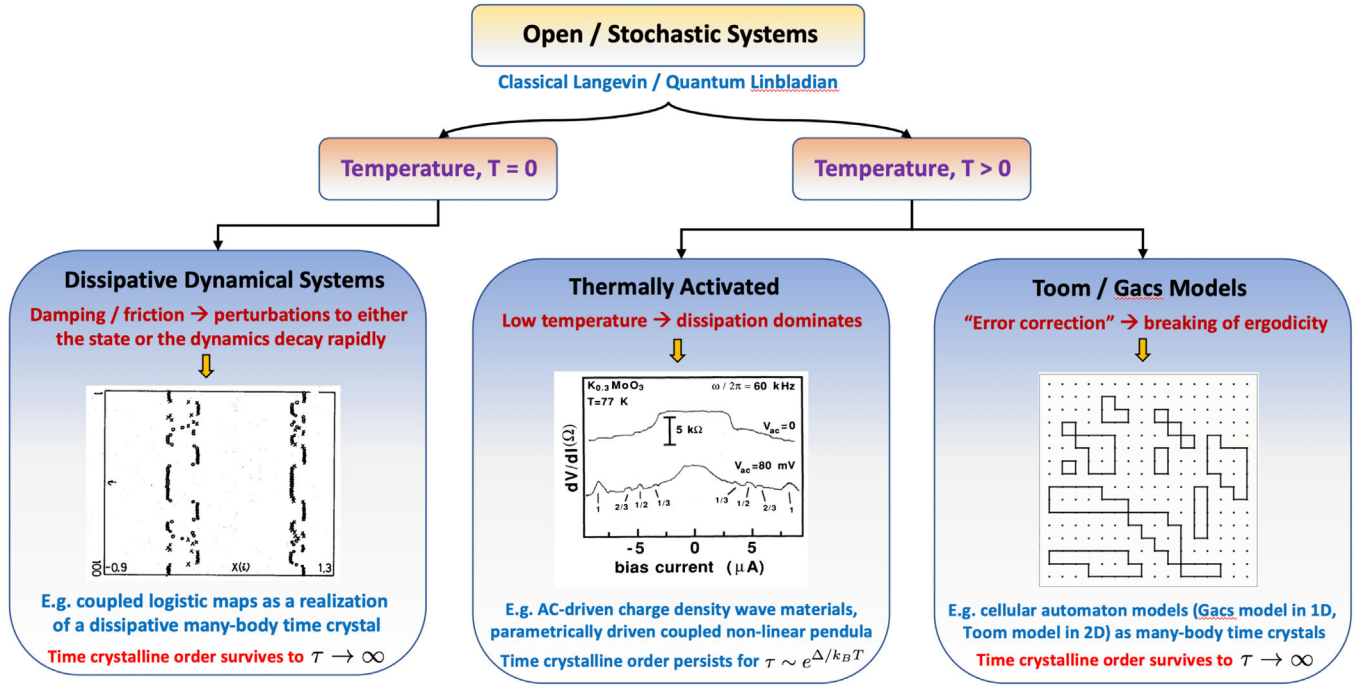 Open / Stochastic Systems
Classical Langevin / Quantum Linbladian
Temperature, T = 0
Temperature, T > 0
Dissipative Dynamical Systems
Damping / friction → perturbations to either
the state or the dynamics decay rapidly
1
100
-0.9
X(i)
1.3
E.g. coupled logistic maps as a realization
of a dissipative many-body time crystal
Time crystalline order survives to τ → ∞
Thermally Activated
Low temperature → dissipation dominates
K0.3MoO3
ω / 2π = 60 kHz
T=77 K
5 kΩ
Vac=0
dV/dI(Ω)
Vac=80 mV
1
2/3
1/2
1/3
1/3
1/2
2/3
1
-5
0
5
bias current (μA)
E.g. AC-driven charge density wave materials,
parametrically driven coupled non-linear pendula
Time crystalline order persists for τ ∼ e^Δ/kBT
Toom / Gacs Models
“Error correction” → breaking of ergodicity
E.g. cellular automaton models (Gacs model in 1D,
Toom model in 2D) as many-body time crystals
Time crystalline order survives to τ → ∞